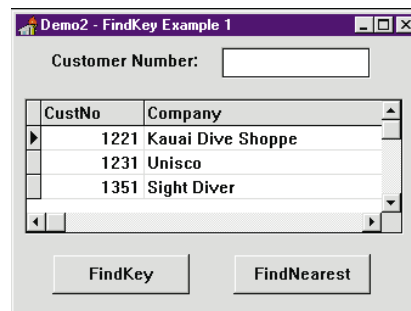 Demo2 - FindKey Example 1
Customer Number:
CustNo Company
1221 Kauai Dive Shoppe
1231 Unisco
1351 Sight Diver
FindKey FindNearest